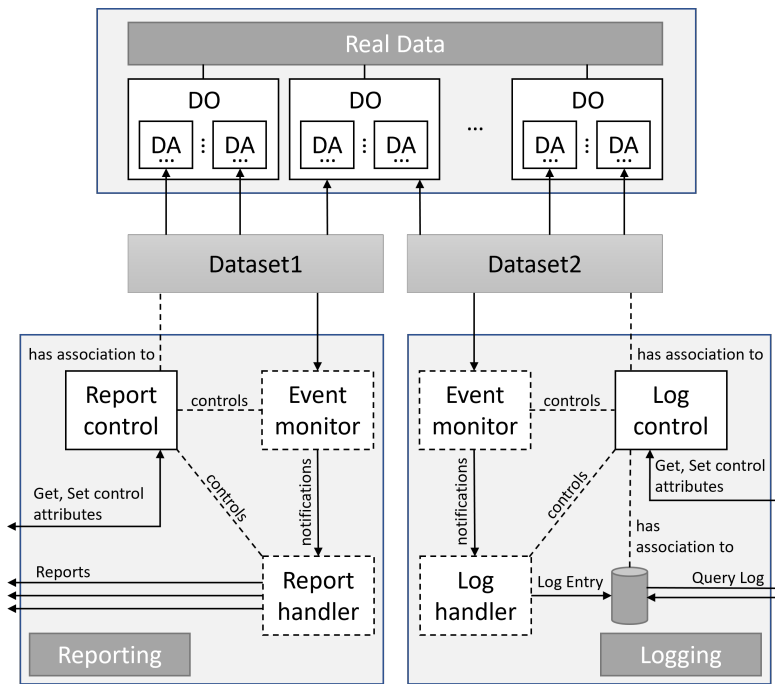 Real Data
DO
DO
DO
DA
...
DA
...
DA
...
DA
...
...
DA
...
DA
...
Dataset1
Dataset2
has association to
has association to
Report
control
controls
Event
monitor
Event
monitor
controls
Log
control
Get, Set control
attributes
controls
notifications
notifications
controls
Get, Set control
attributes
has
association to
Reports
Report
handler
Log
handler
Log Entry
Query Log
Reporting
Logging